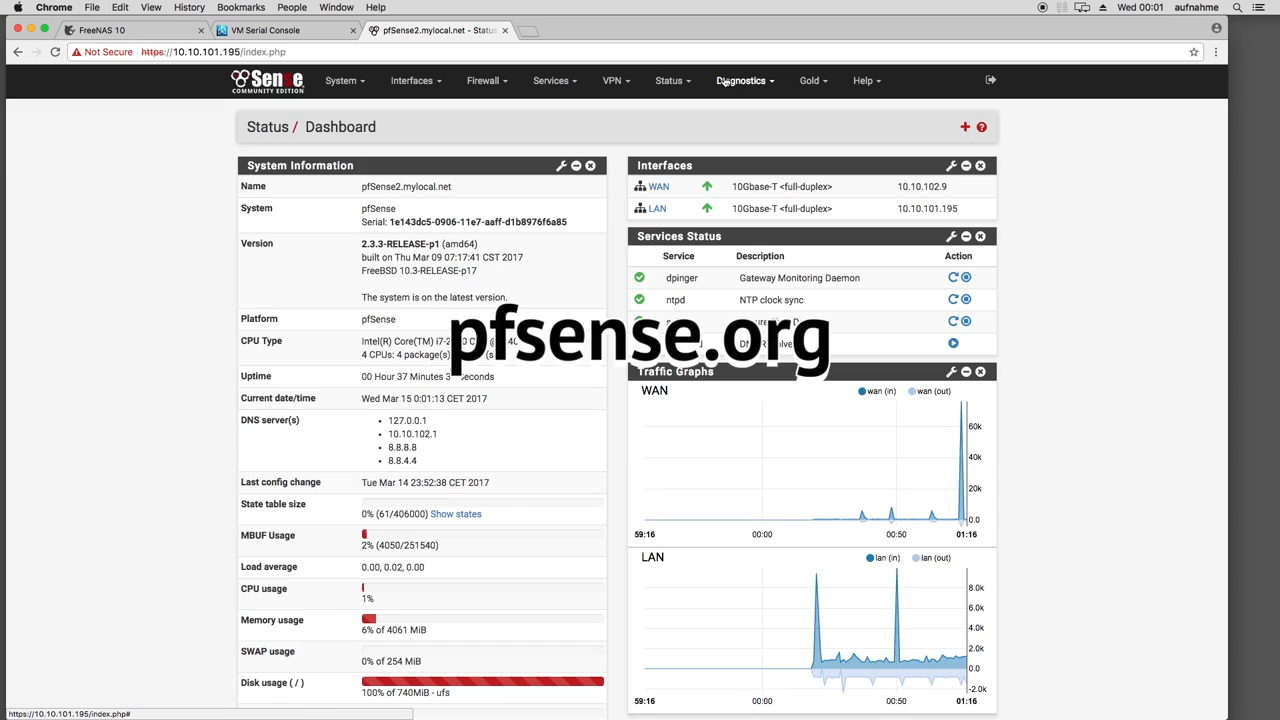 Chrome File Edit View History Bookmarks People Window Help Wed 00:01 aufnahme
FreeNAS 10 VM Serial Console pfSense2.mylocal.net - Status
Not Secure https://10.10.101.195/index.php
Sense System Interfaces Firewall Services VPN Status Diagnostics Gold Help
COMMUNITY EDITION
Status / Dashboard
System Information
Name pfSense2.mylocal.net
System pfSense
Serial: 1e143dc5-0906-11e7-aaff-d1b8976f6a85
Version 2.3.3-RELEASE-p1 (amd64)
built on Thu Mar 09 07:17:41 CST 2017
FreeBSD 10.3-RELEASE-p17
The system is on the latest version.
Platform pfSense
CPU Type Intel(R) Core(TM)
4 CPUs: 4 package(s)
Uptime 00 Hour 37 Minutes
Current date/time Wed Mar 15 0:01:13 CET 2017
DNS server(s) 127.0.0.1
10.10.102.1
8.8.8.8
8.8.4.4
Last config change Tue Mar 14 23:52:38 CET 2017
State table size
0% (61/406000) Show states
MBUF Usage
2% (4050/251540)
Load average 0.00, 0.02, 0.00
CPU usage
1%
Memory usage
6% of 4061 MiB
SWAP usage
0% of 254 MiB
Disk usage ( / )
100% of 740MiB - ufs
Interfaces
WAN 10Gbase-T <full-duplex> 10.10.102.9
LAN 10Gbase-T <full-duplex> 10.10.101.195
Services Status
Service Description Action
dpinger Gateway Monitoring Daemon
ntpd NTP clock sync
pfsense.org
Traffic Graphs
WAN wan (in) wan (out)
60k
40k
20k
0.0
59:16 00:00 00:50 01:16
LAN lan (in) lan (out)
8.0k
6.0k
4.0k
2.0k
0.0
-2.0k
59:16 00:00 00:50 01:16
https://10.10.101.195/index.php#